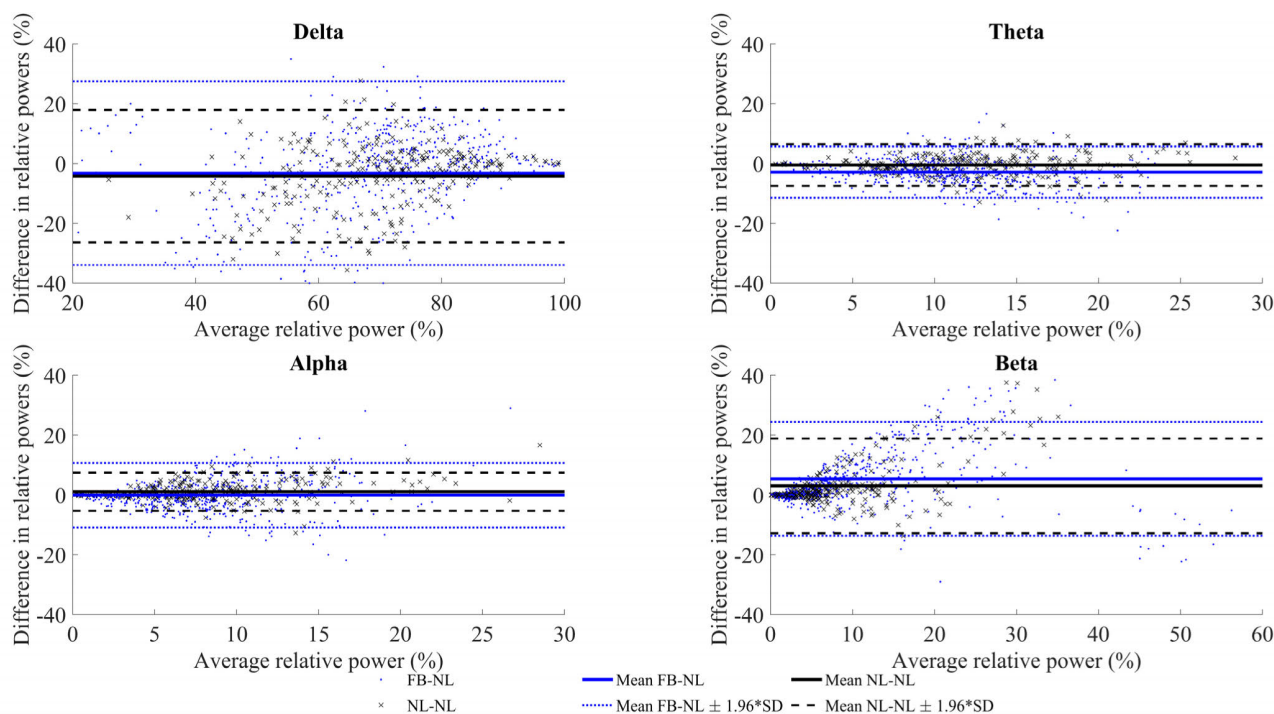 Delta
Difference in relative powers (%)
40
20
0
-20
-40
20
40
60
80
100
Average relative power (%)
Theta
Difference in relative powers (%)
40
20
0
-20
-40
0
5
10
15
20
25
30
Average relative power (%)
Alpha
Difference in relative powers (%)
40
20
0
-20
-40
0
5
10
15
20
25
30
Average relative power (%)
Beta
Difference in relative powers (%)
40
20
0
-20
-40
0
10
20
30
40
50
60
Average relative power (%)
FB-NL
Mean FB-NL
Mean NL-NL
NL-NL
Mean FB-NL ± 1.96*SD
Mean NL-NL ± 1.96*SD